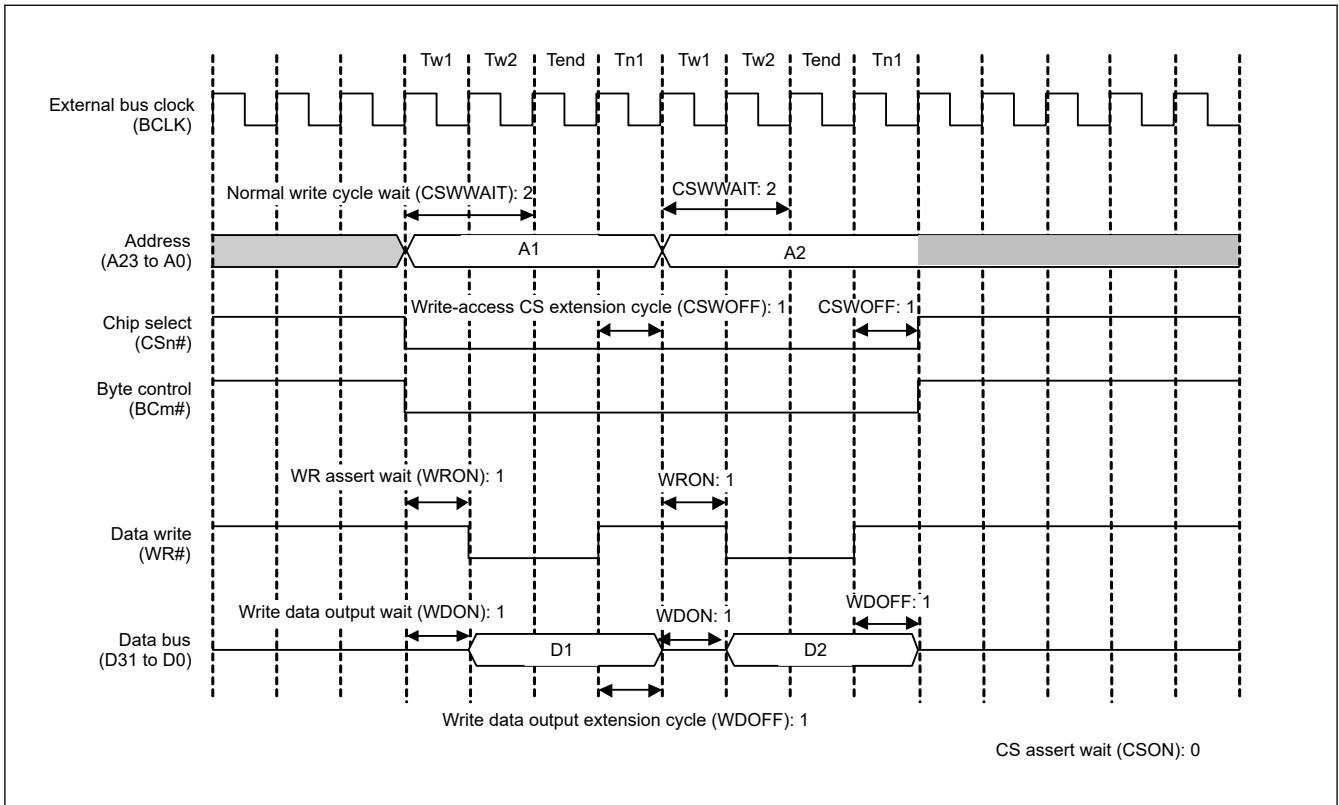 Tw1 Tw2 Tend Tn1 Tw1 Tw2 Tend Tn1
External bus clock
(BCLK)
Normal write cycle wait (CSWWAIT): 2
CSWWAIT: 2
Address
(A23 to A0)
A1
A2
Write-access CS extension cycle (CSWOFF): 1
CSWOFF: 1
Chip select
(CSn#)
Byte control
(BCm#)
WR assert wait (WRON): 1
WRON: 1
Data write
(WR#)
Write data output wait (WDON): 1
WDON: 1
WDOFF: 1
Data bus
(D31 to D0)
D1
D2
Write data output extension cycle (WDOFF): 1
CS assert wait (CSON): 0